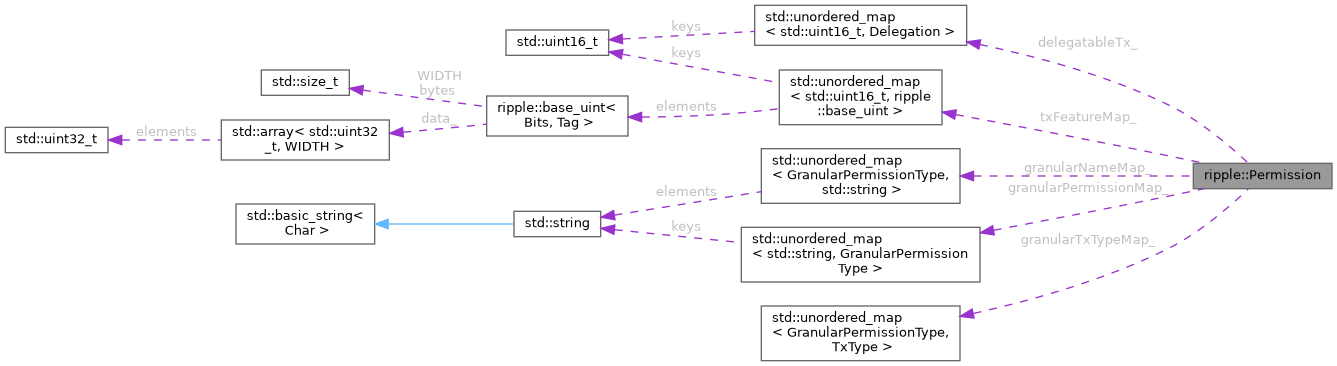 std::unordered_map
< std::uint16_t, Delegation >
keys
delegatableTx_
std::uint16_t
keys
std::size_t
WIDTH
bytes
std::unordered_map
< std::uint16_t, ripple
::base_uint >
ripple::base_uint<
Bits, Tag >
elements
txFeatureMap_
data_
std::uint32_t
elements
std::array< std::uint32
_t, WIDTH >
std::unordered_map
< GranularPermissionType,
std::string >
granularNameMap_
ripple::Permission
granularPermissionMap_
elements
std::basic_string<
Char >
std::string
keys
std::unordered_map
< std::string, GranularPermission
Type >
granularTxTypeMap_
std::unordered_map
< GranularPermissionType,
TxType >